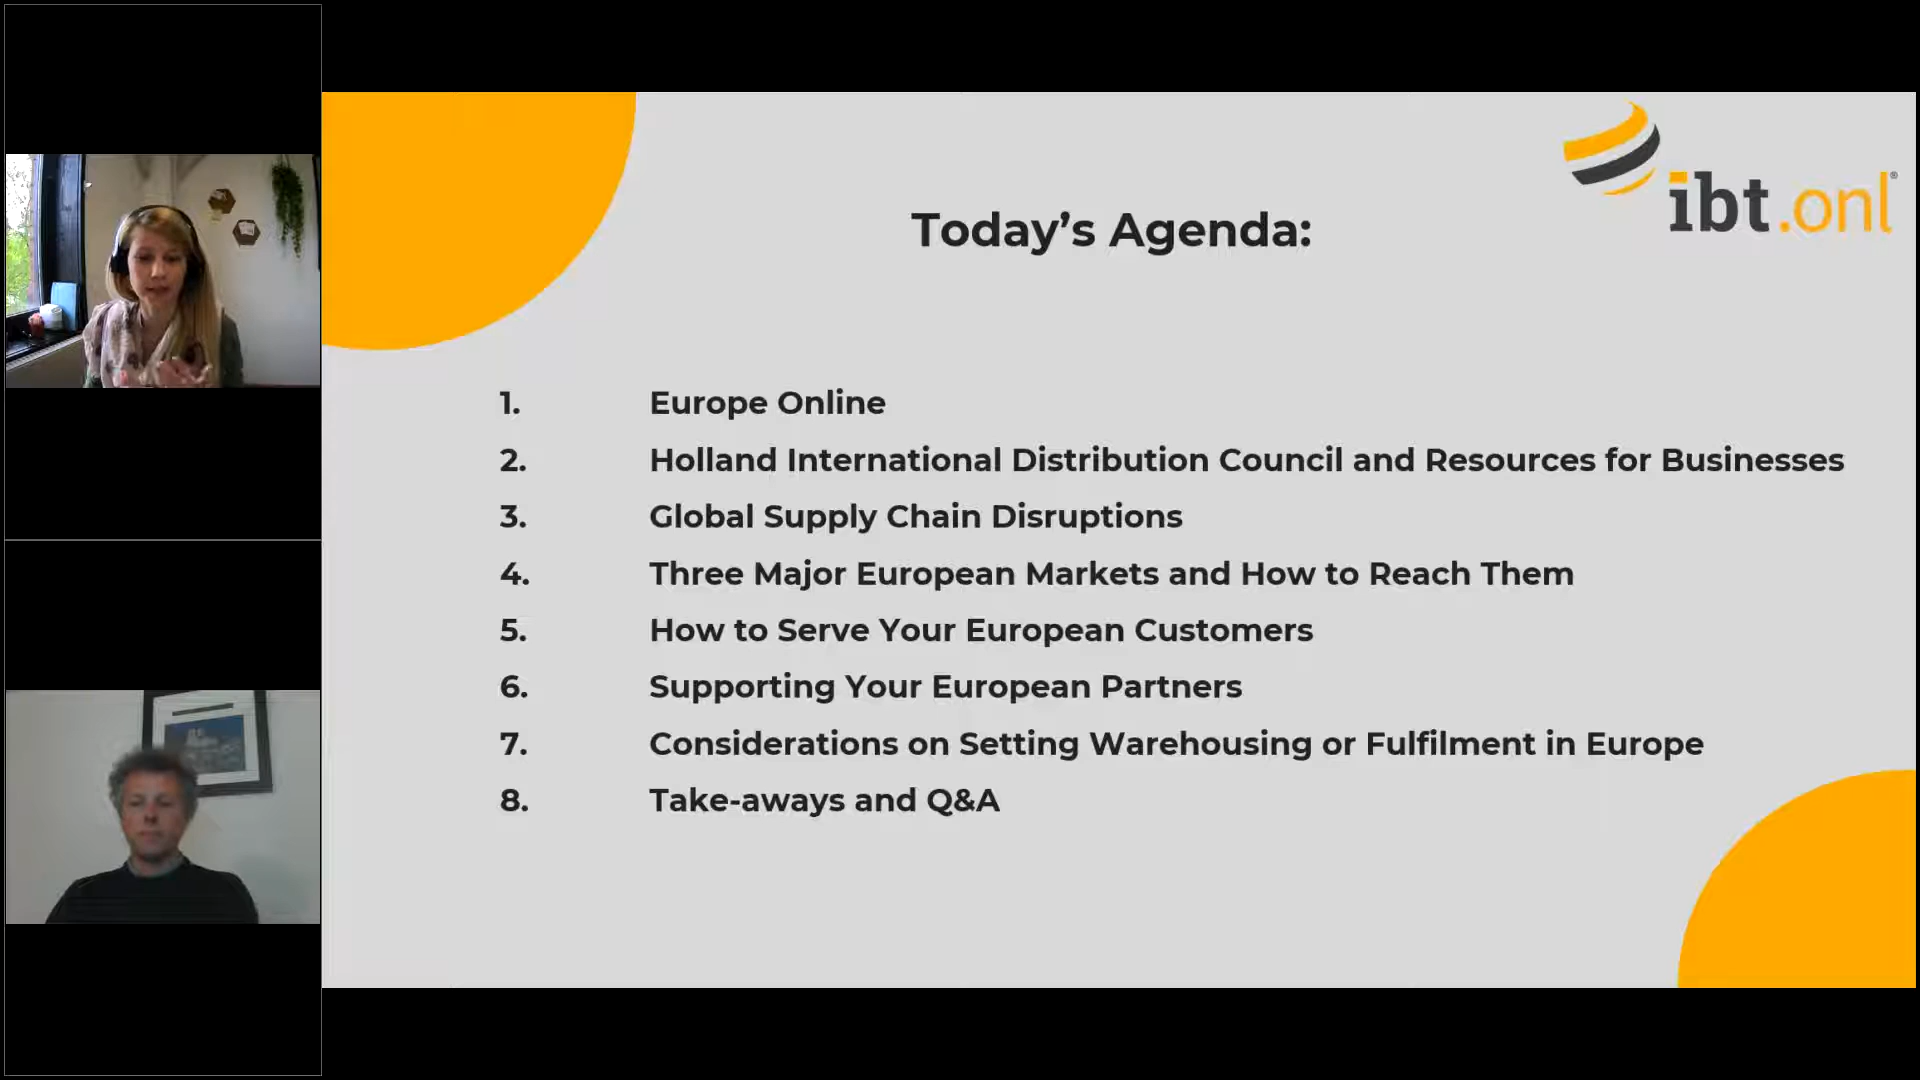 ibt.onl®
Today’s Agenda:
1. Europe Online
2. Holland International Distribution Council and Resources for Businesses
3. Global Supply Chain Disruptions
4. Three Major European Markets and How to Reach Them
5. How to Serve Your European Customers
6. Supporting Your European Partners
7. Considerations on Setting Warehousing or Fulfilment in Europe
8. Take-aways and Q&A